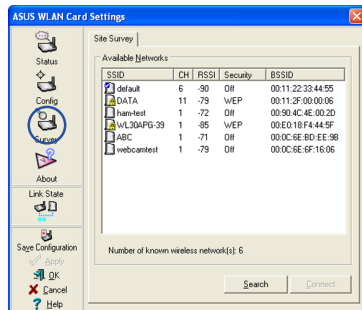 ASUS WLAN Card Settings
Status
Config
Survey
About
Link State
Save Configuration
Apply
OK
Cancel
Help
Site Survey
Available Networks
SSID CH RSSI Security BSSID
default 6 -90 Off 00:11:22:33:44:55
DATA 11 -79 WEP 00:11:2F:00:00:06
ham-test 1 -72 Off 00:90:4C:4E:00:2D
WL30APG-39 1 -85 WEP 00:E0:18:F4:44:5F
ABC 1 -71 Off 00:0C:6E:BD:EE:9B
webcamtest 1 -79 Off 00:0C:6E:6F:16:06
Number of known wireless network(s): 6
Search
Connect